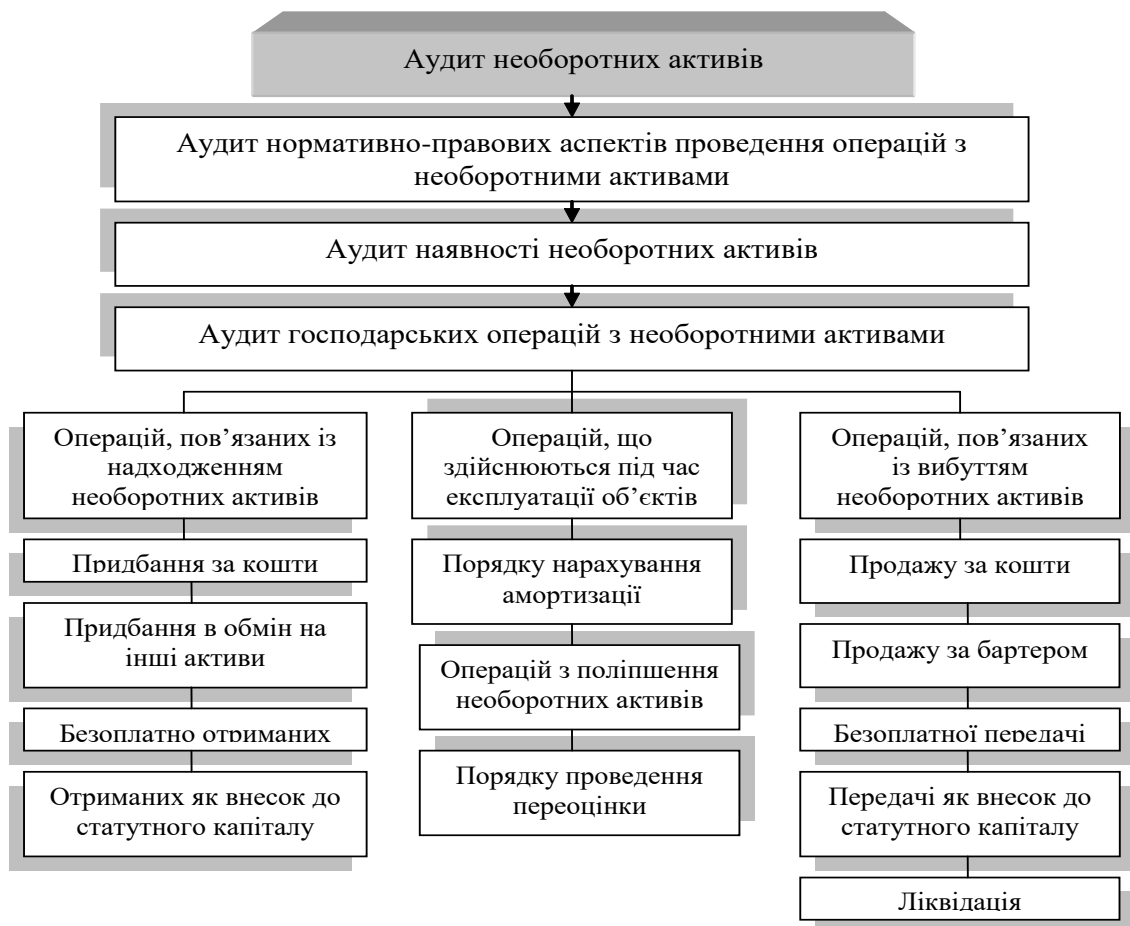 Аудит необоротних активів
Аудит нормативно-правових аспектів проведення операцій з
необоротними активами
Аудит наявності необоротних активів
Аудит господарських операцій з необоротними активами
Операцій, пов’язаних із
надходженням
необоротних активів
Придбання за кошти
Придбання в обмін на
інші активи
Безоплатно отриманих
Отриманих як внесок до
статутного капіталу
Операцій, що
здійснюються під час
експлуатації об’єктів
Порядку нарахування
амортизації
Операцій з поліпшення
необоротних активів
Порядку проведення
переоцінки
Операцій, пов’язаних
із вибуттям
необоротних активів
Продажу за кошти
Продажу за бартером
Безоплатної передачі
Передачі як внесок до
статутного капіталу
Ліквідація